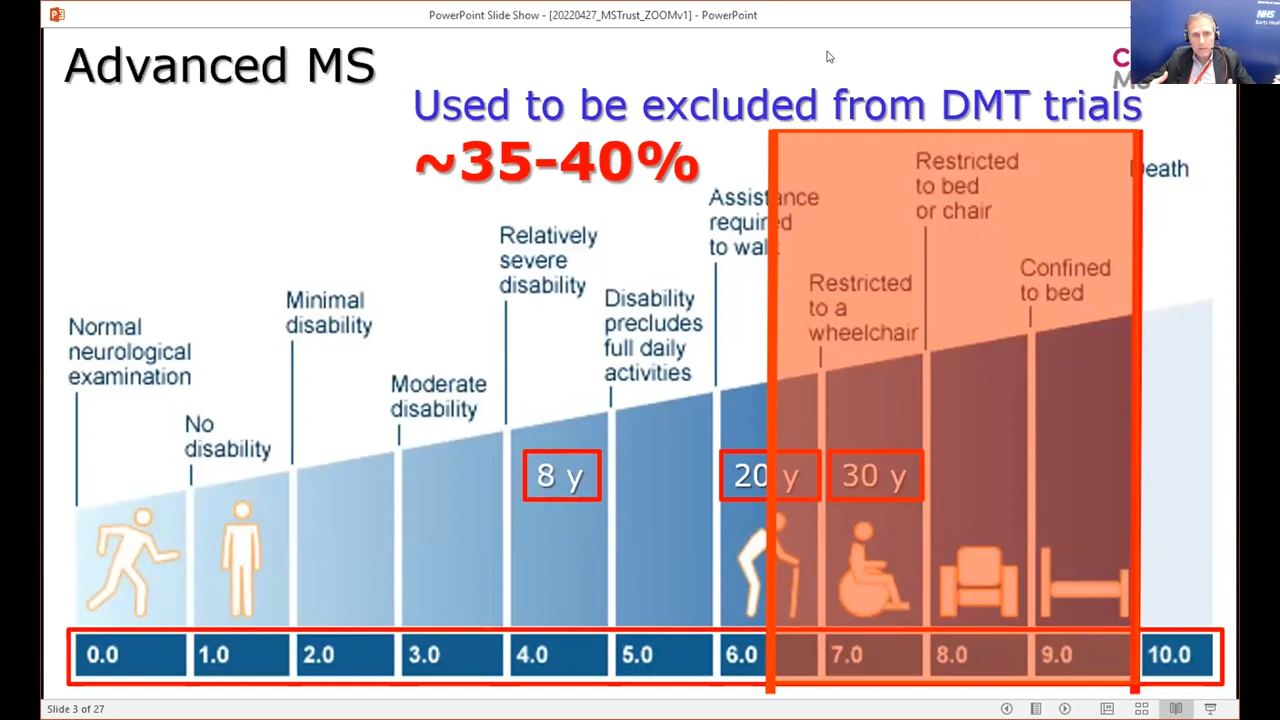 PowerPoint Slide Show - [20220427_MSTrust_ZOOMv1] - PowerPoint
NHS
Advanced MS
Used to be excluded from DMT trials
~35-40%
Normal
neurological
examination
No
disability
Minimal
disability
Moderate
disability
Relatively
severe
disability
Disability
precludes
full daily
activities
Assistance
required
to walk
Restricted
to a
wheelchair
Restricted
to bed
or chair
Confined
to bed
Death
8 y
20 y
30 y
0.0 1.0 2.0 3.0 4.0 5.0 6.0 7.0 8.0 9.0 10.0
Slide 3 of 27